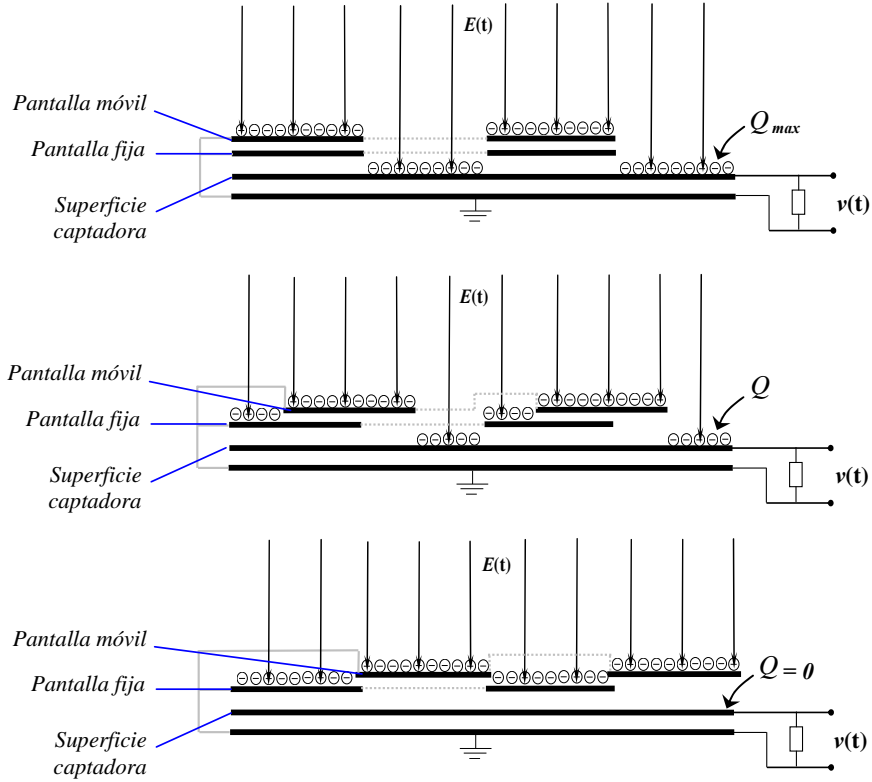 E(t)
Pantalla móvil
Q max
Pantalla fija
Superficie
captadora
v(t)
E(t)
Pantalla móvil
Q
Pantalla fija
Superficie
captadora
v(t)
E(t)
Pantalla móvil
Q = 0
Pantalla fija
Superficie
captadora
v(t)